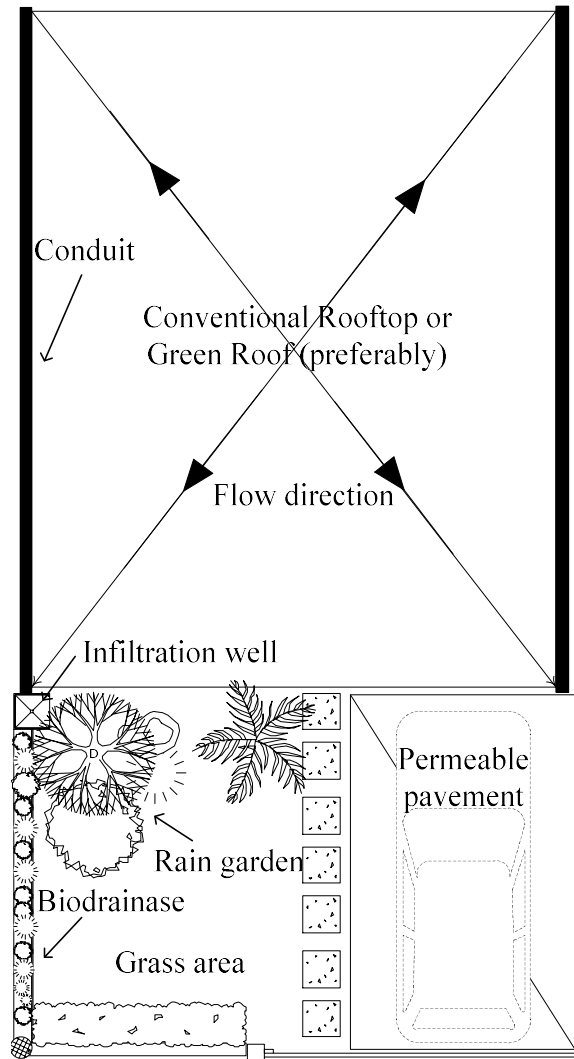 Conduit
Conventional Rooftop or
Green Roof (preferably)
Flow direction
Infiltration well
D
Permeable
pavement
Rain garden
Biodrainase
Grass area